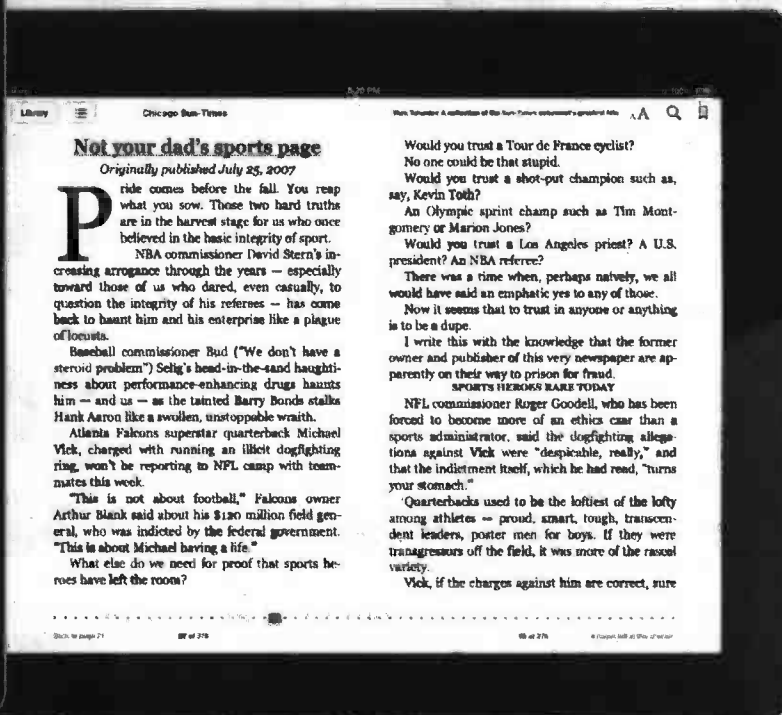 5:20 PM
100%
Library
Chicago Sun-Times
AA
Not your dad's sports page
Originally published July 25, 2007
Pride comes before the fall. You reap
what you sow. Those two hard truths
are in the harvest stage for us who once
believed in the basic integrity of sport.
NBA commissioner David Stern's in-
creasing arrogance through the years — especially
toward those of us who dared, even casually, to
question the integrity of his referees — has come
back to haunt him and his enterprise like a plague
of locusts.
Baseball commissioner Bud ("We don't have a
steroid problem") Selig's head-in-the-sand haughti-
ness about performance-enhancing drugs haunts
him — and us — as the tainted Barry Bonds stalks
Hank Aaron like a swollen, unstoppable wraith.
Atlanta Falcons superstar quarterback Michael
Vick, charged with running an illicit dogfighting
ring, won't be reporting to NFL camp with team-
mates this week.
"This is not about football," Falcons owner
Arthur Blank said about his $130 million field gen-
eral, who was indicted by the federal government.
"This is about Michael having a life."
What else do we need for proof that sports he-
roes have left the room?
Would you trust a Tour de France cyclist?
No one could be that stupid.
Would you trust a shot-put champion such as,
say, Kevin Toth?
An Olympic sprint champ such as Tim Mont-
gomery or Marion Jones?
Would you trust a Los Angeles priest? A U.S.
president? An NBA referee?
There was a time when, perhaps naively, we all
would have said an emphatic yes to any of those.
Now it seems that to trust in anyone or anything
is to be a dupe.
I write this with the knowledge that the former
owner and publisher of this very newspaper are ap-
parently on their way to prison for fraud.
SPORTS HEROES RARE TODAY
NFL commissioner Roger Goodell, who has been
forced to become more of an ethics czar than a
sports administrator, said the dogfighting allega-
tions against Vick were "despicable, really," and
that the indictment itself, which he had read, "turns
your stomach."
'Quarterbacks used to be the loftiest of the lofty
among athletes — proud, smart, tough, transcen-
dent leaders, poster men for boys. If they were
transgressors off the field, it was more of the rascal
variety.
Vick, if the charges against him are correct, sure
Back to page 71
of 376
of 376